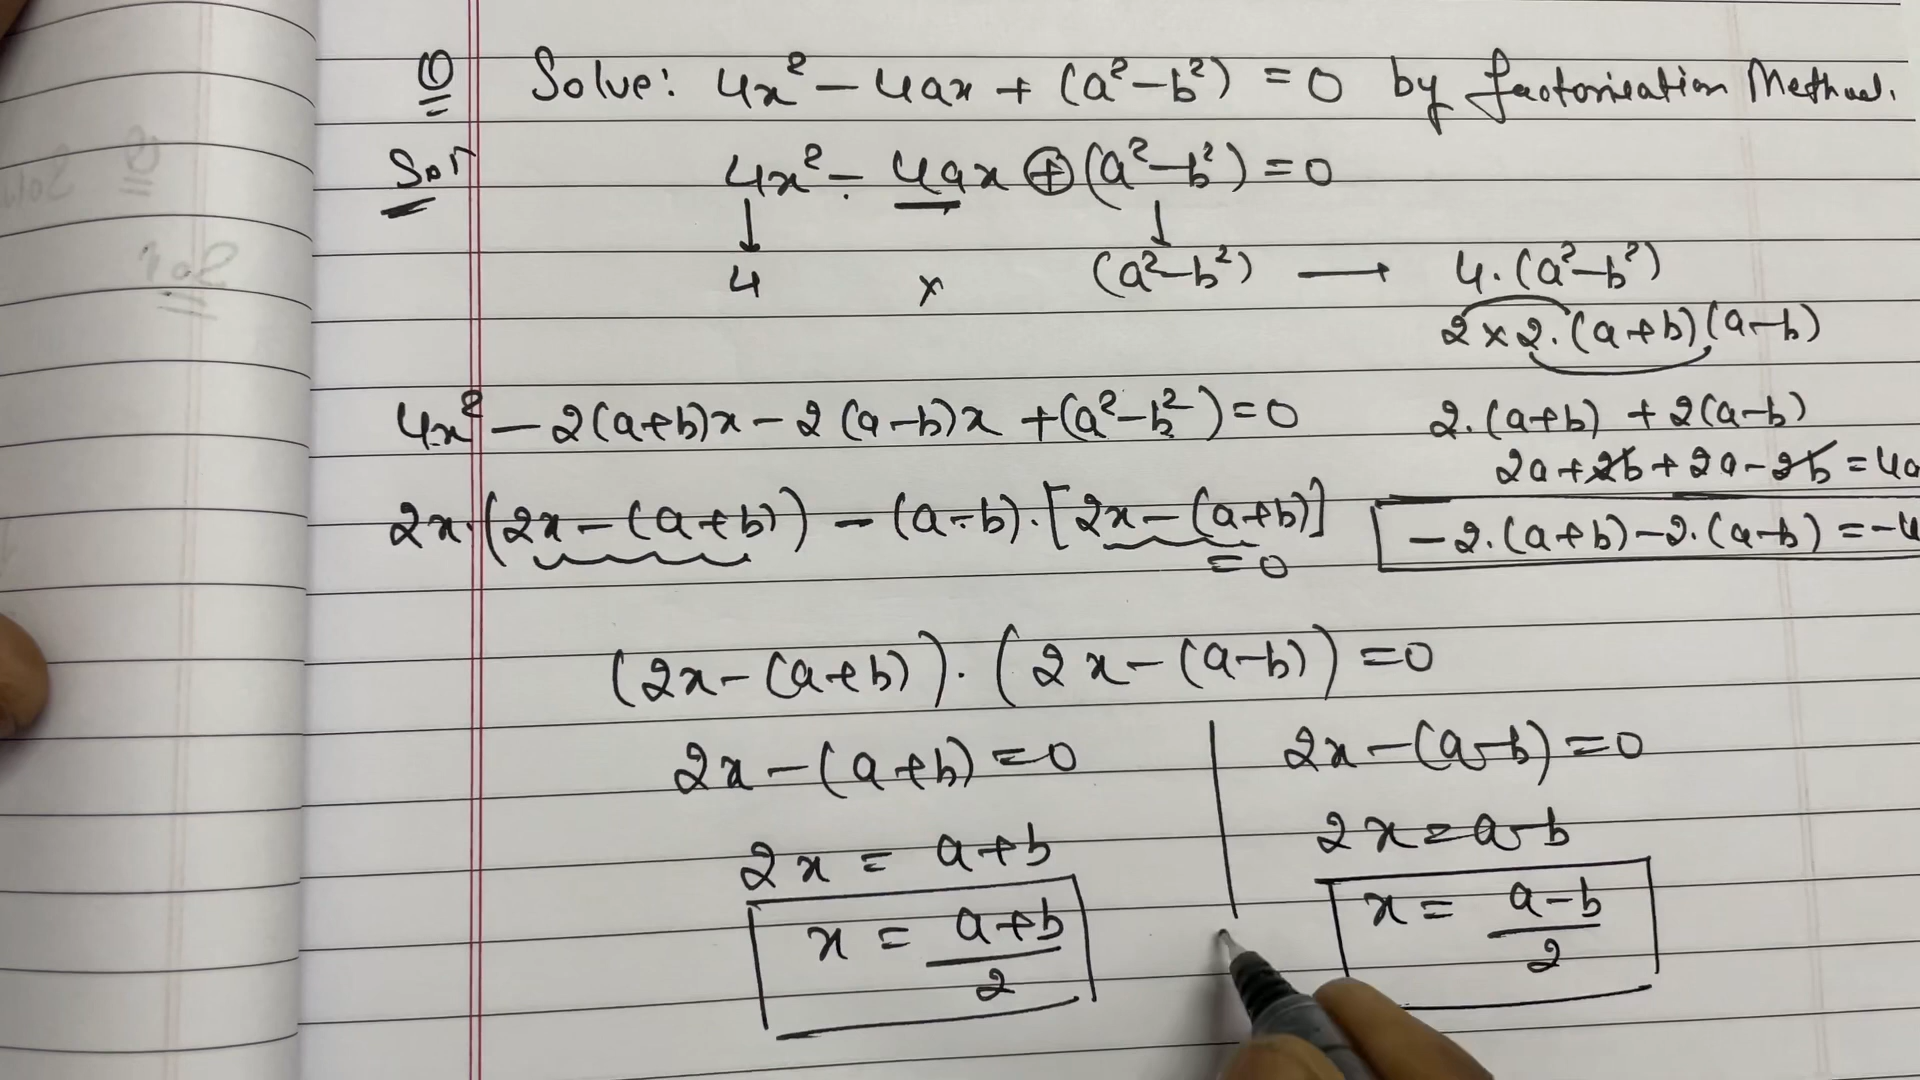 Q Solve: 4x² - 4ax + (a² - b²) = 0 by factorisation Method.
Sol 4x² - 4ax + (a² - b²) = 0
4 x (a² - b²) → 4.(a² - b²)
2 x 2.(a+b)(a-b)
4x² - 2(a+b)x - 2(a-b)x + (a² - b²) = 0
2.(a+b) + 2(a-b)
2a + 2b + 2a - 2b = 4a
2x.(2x - (a+b)) - (a-b).[2x - (a+b)] = 0
-2.(a+b) - 2.(a-b) = -4
(2x - (a+b)).(2x - (a-b)) = 0
2x - (a+b) = 0
2x = a+b
x = a+b/2
2x - (a-b) = 0
2x = a-b
x = a-b/2